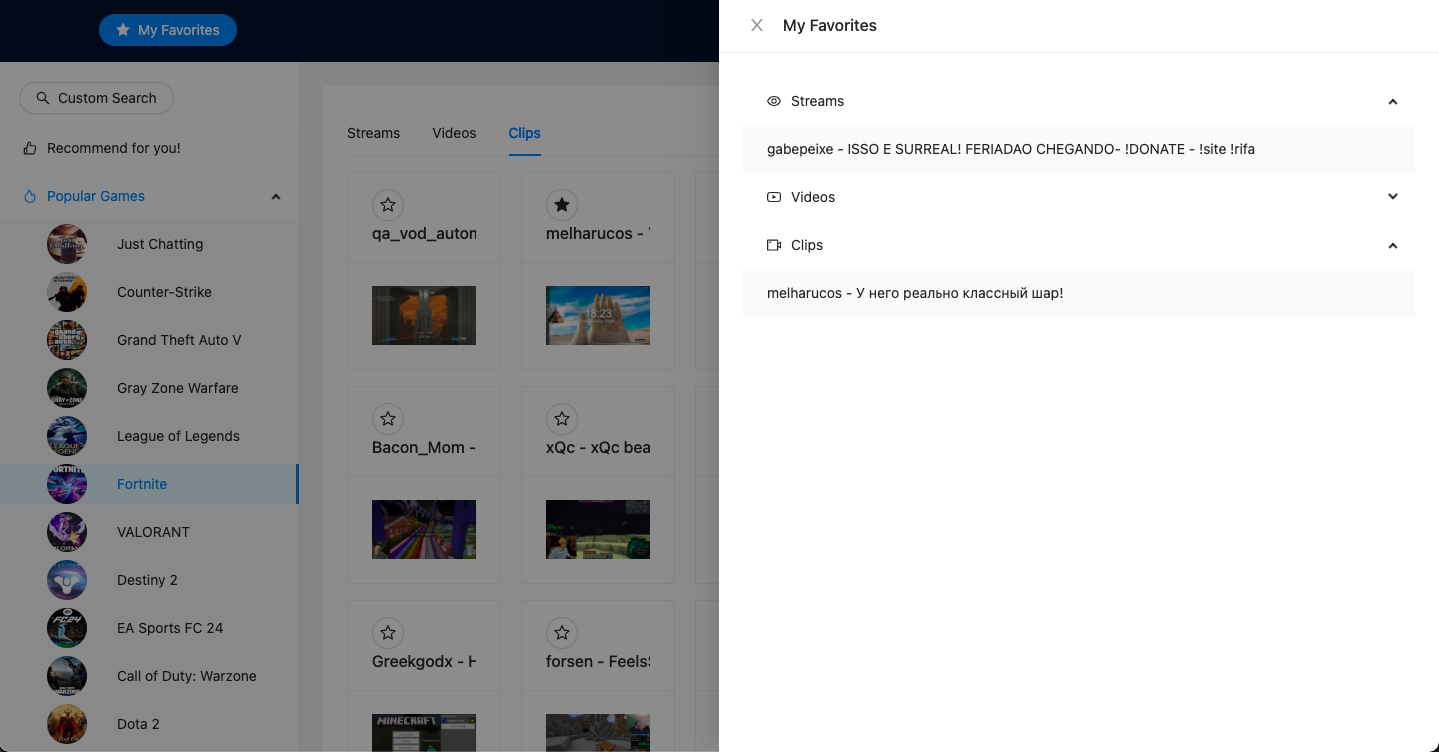 My Favorites
My Favorites
Custom Search
Recommend for you!
Popular Games
Just Chatting
Counter-Strike
Grand Theft Auto V
Gray Zone Warfare
League of Legends
Fortnite
VALORANT
Destiny 2
EA Sports FC 24
Call of Duty: Warzone
Dota 2
Streams Videos Clips
qa_vod_auton
melharucos -
18:23
Bacon_Mom -
xQc - xQc bea
Greekgodx - H
forsen - Feels
MINECRAFT
Streams
gabepeixe - ISSO E SURREAL! FERIADAO CHEGANDO- !DONATE - !site !rifa
Videos
Clips
melharucos - У него реально классный шар!